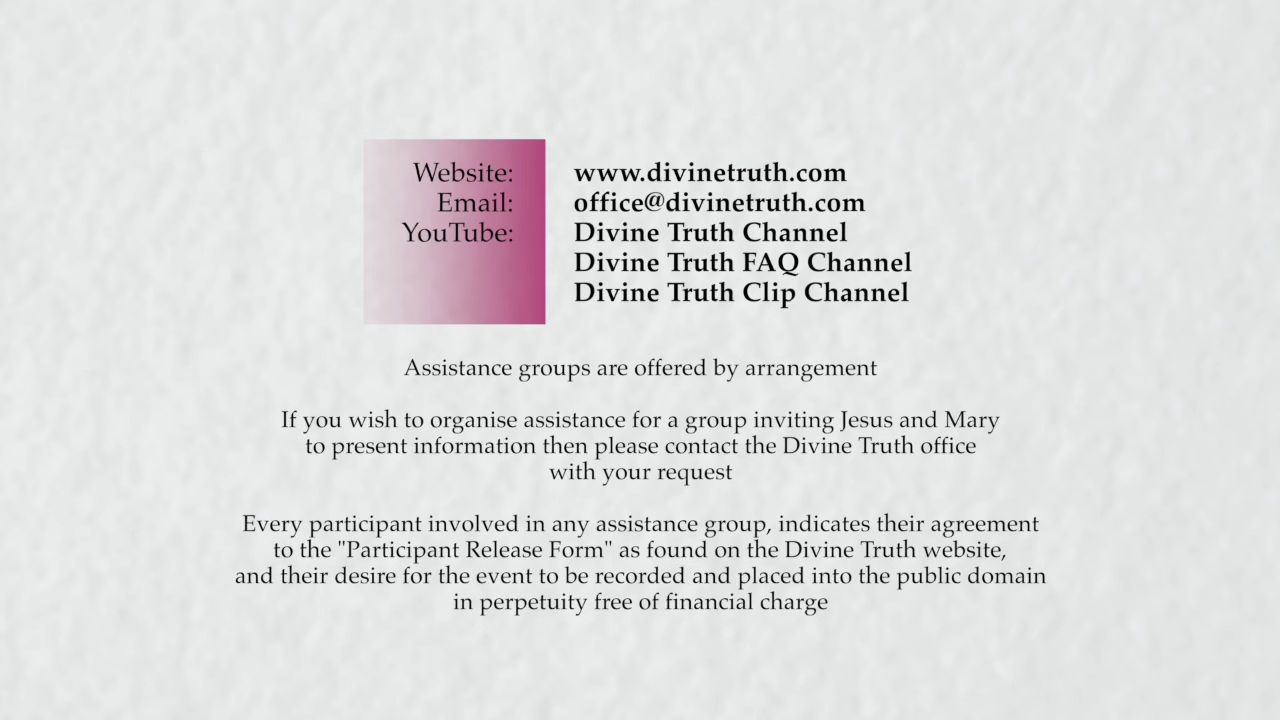 Website: www.divinetruth.com
Email: office@divinetruth.com
YouTube: Divine Truth Channel
Divine Truth FAQ Channel
Divine Truth Clip Channel
Assistance groups are offered by arrangement
If you wish to organise assistance for a group inviting Jesus and Mary
to present information then please contact the Divine Truth office
with your request
Every participant involved in any assistance group, indicates their agreement
to the "Participant Release Form" as found on the Divine Truth website,
and their desire for the event to be recorded and placed into the public domain
in perpetuity free of financial charge